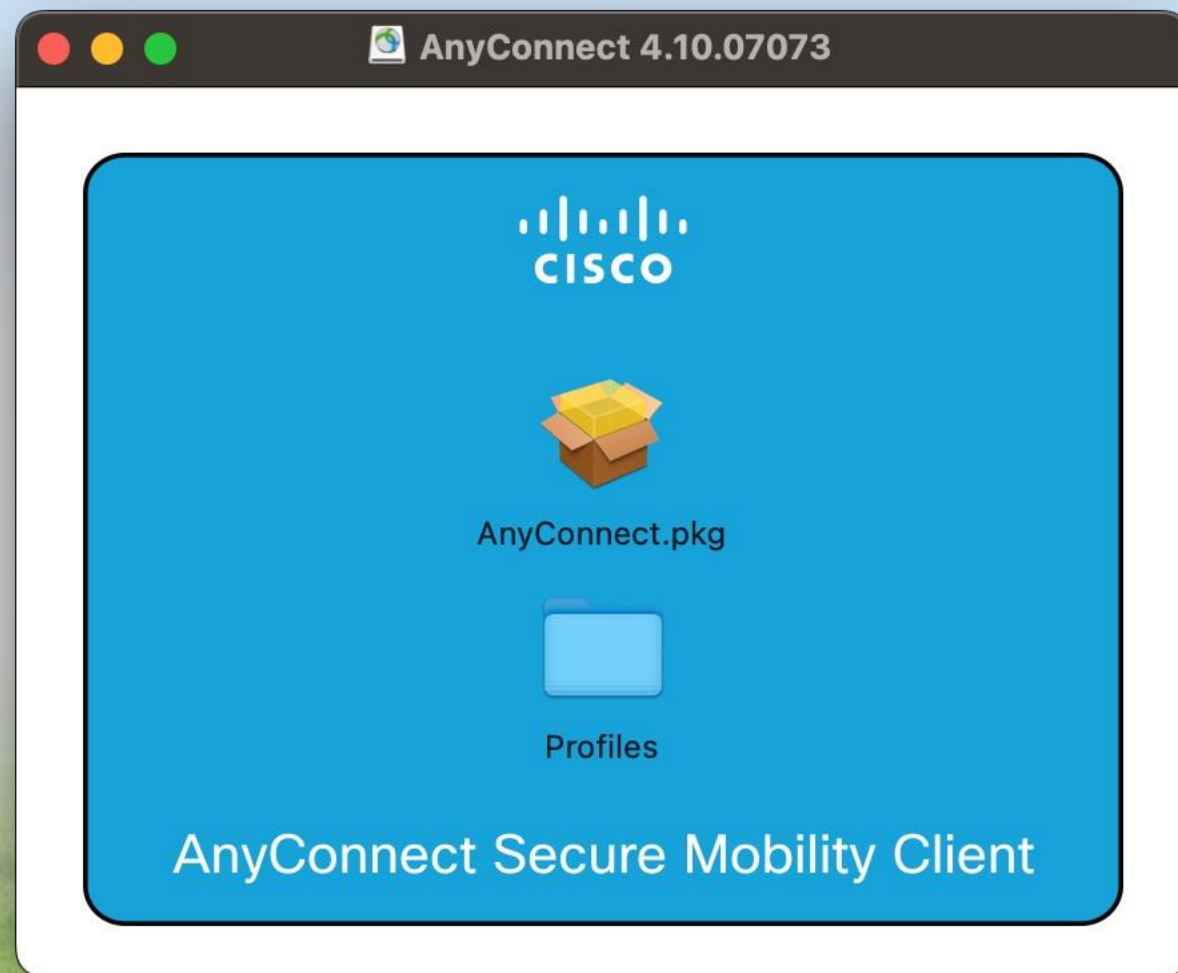 AnyConnect 4.10.07073
CISCO
AnyConnect.pkg
Profiles
AnyConnect Secure Mobility Client